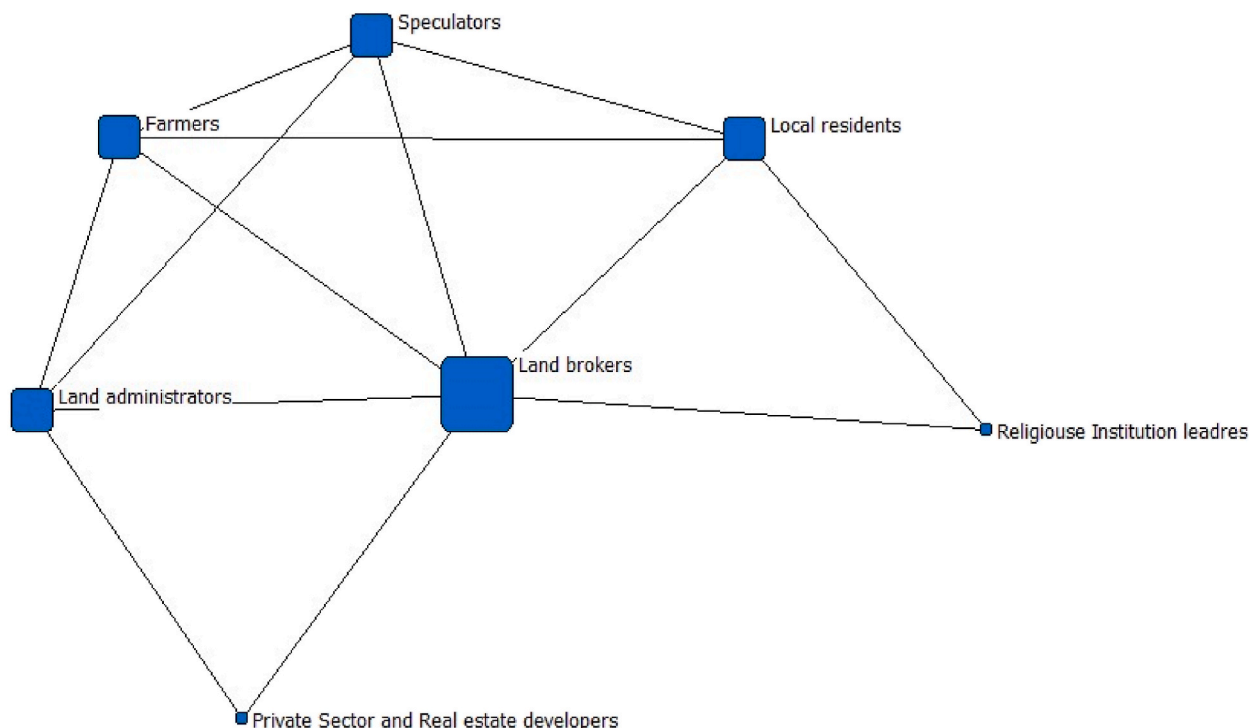 Speculators
Farmers
Local residents
Land brokers
Land administrators
Religiouse Institution leadres
Private Sector and Real estate developers